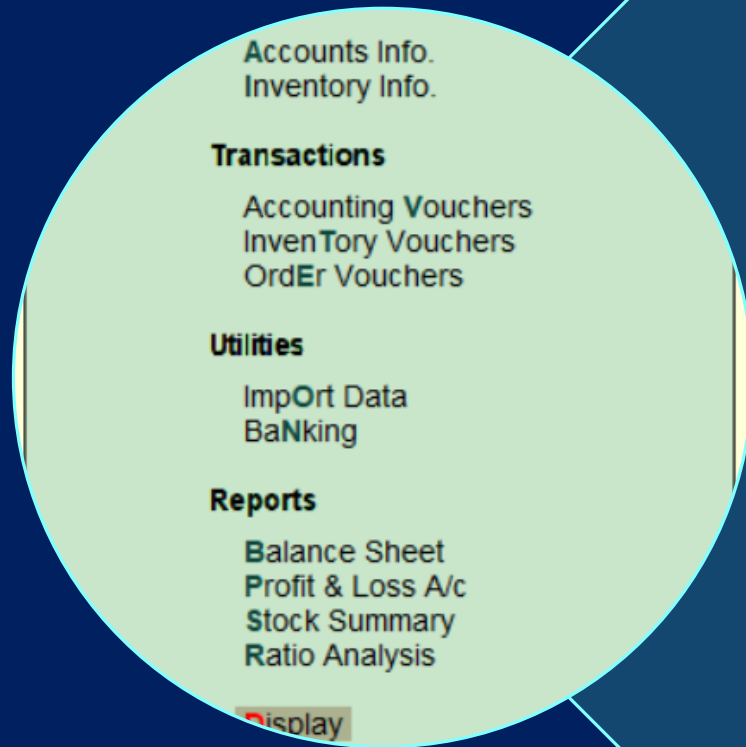 Accounts Info.
Inventory Info.
Transactions
Accounting Vouchers
InvenTory Vouchers
OrdEr Vouchers
Utilities
ImpOrt Data
BaNking
Reports
Balance Sheet
Profit & Loss A/c
Stock Summary
Ratio Analysis
Display